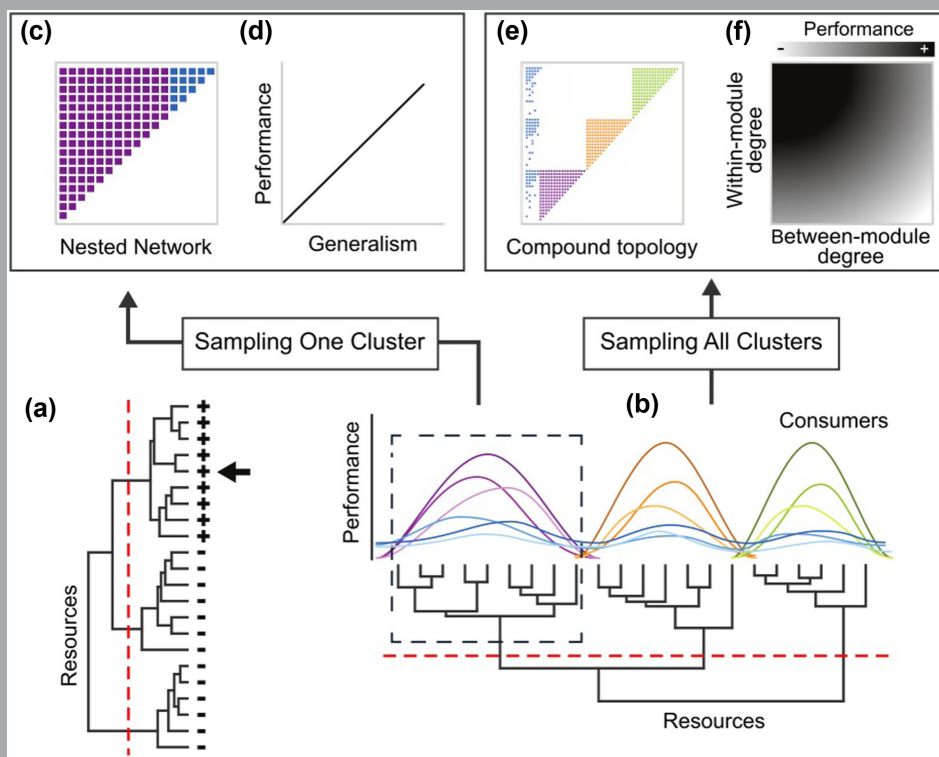 (c)
(d)
Performance
Nested Network
Generalism
(e)
(f)
Performance
- +
Within-module
degree
Compound topology
Between-module
degree
Sampling One Cluster
Sampling All Clusters
(a)
Resources
+
+
+
+
+
+
+
+
+
-
-
-
-
-
-
-
-
-
-
-
-
-
(b)
Consumers
Performance
Resources